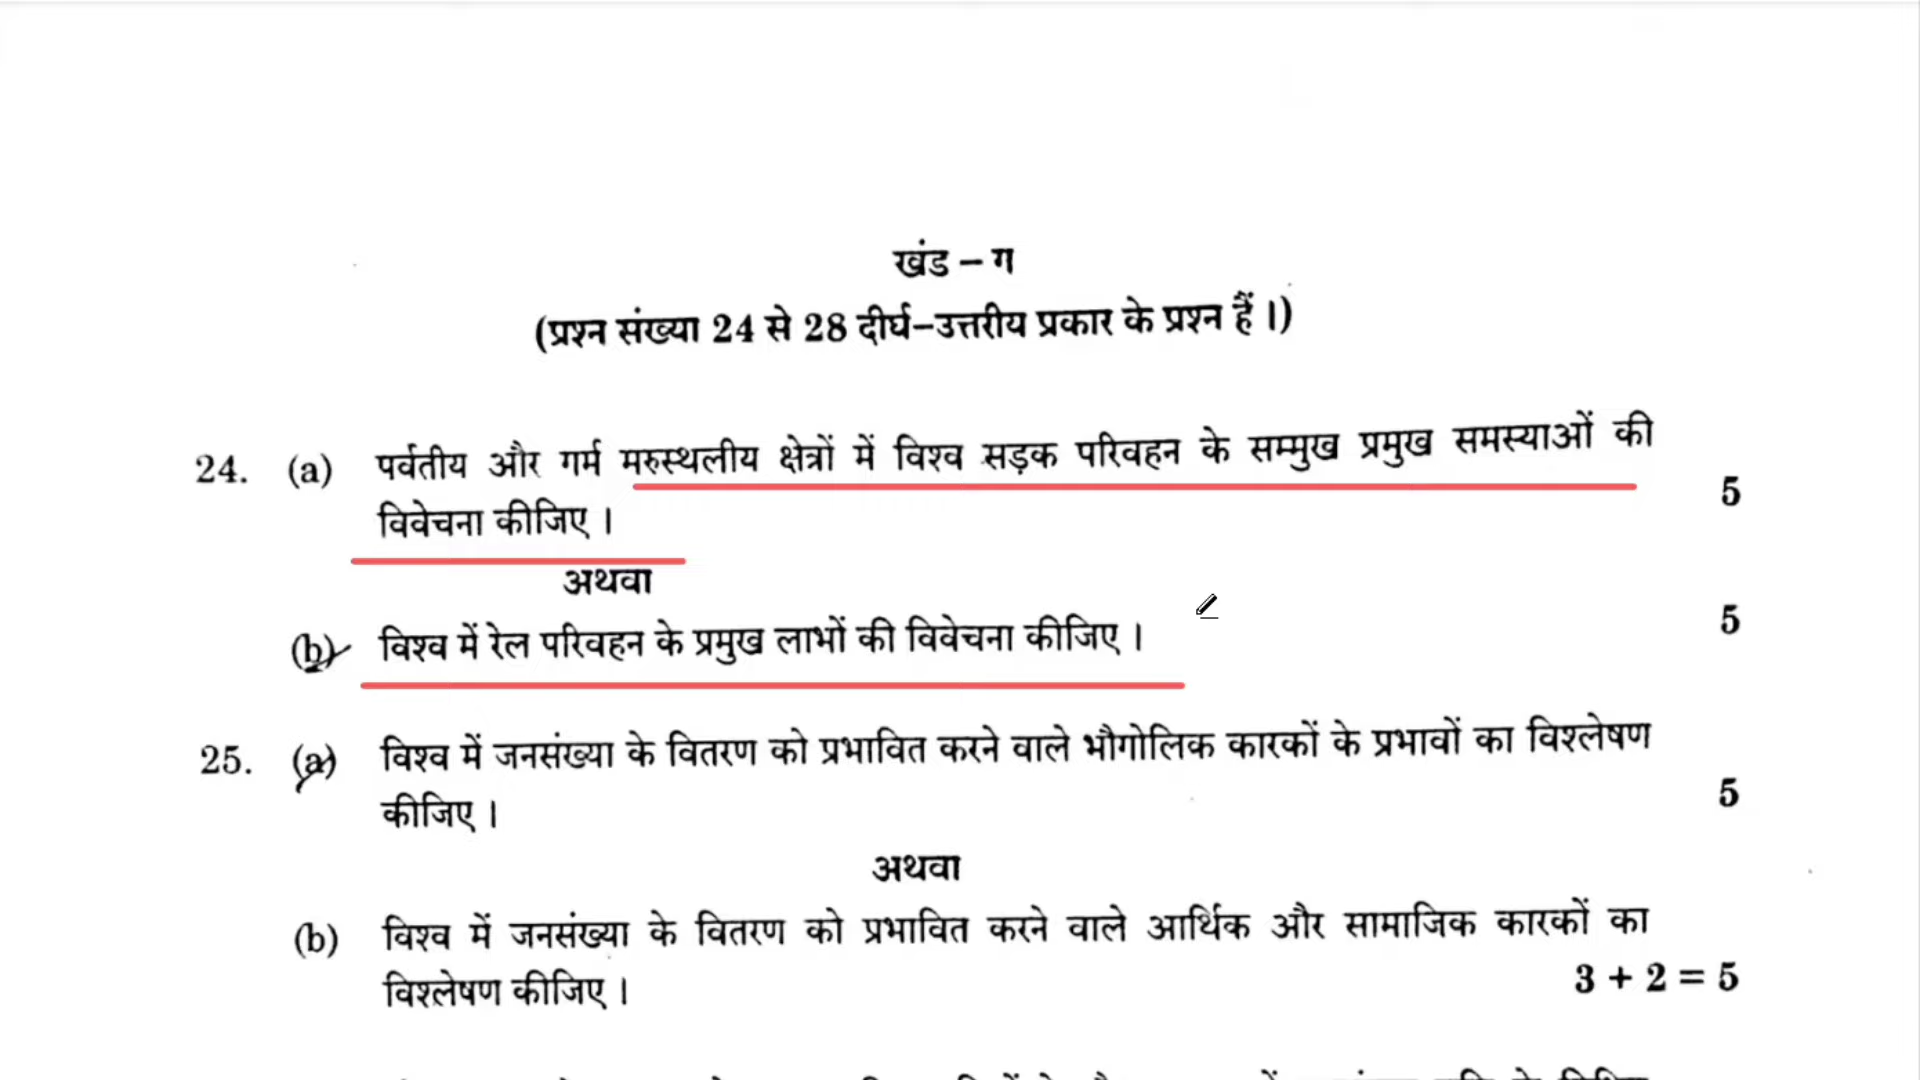 खंड – ग
(प्रश्न संख्या 24 से 28 दीर्घ–उत्तरीय प्रकार के प्रश्न हैं ।)
24. (a) पर्वतीय और गर्म मरुस्थलीय क्षेत्रों में विश्व सड़क परिवहन के सम्मुख प्रमुख समस्याओं की
विवेचना कीजिए । 5
अथवा
(b) विश्व में रेल परिवहन के प्रमुख लाभों की विवेचना कीजिए । 5
25. (a) विश्व में जनसंख्या के वितरण को प्रभावित करने वाले भौगोलिक कारकों के प्रभावों का विश्लेषण
कीजिए । 5
अथवा
(b) विश्व में जनसंख्या के वितरण को प्रभावित करने वाले आर्थिक और सामाजिक कारकों का
विश्लेषण कीजिए । 3 + 2 = 5